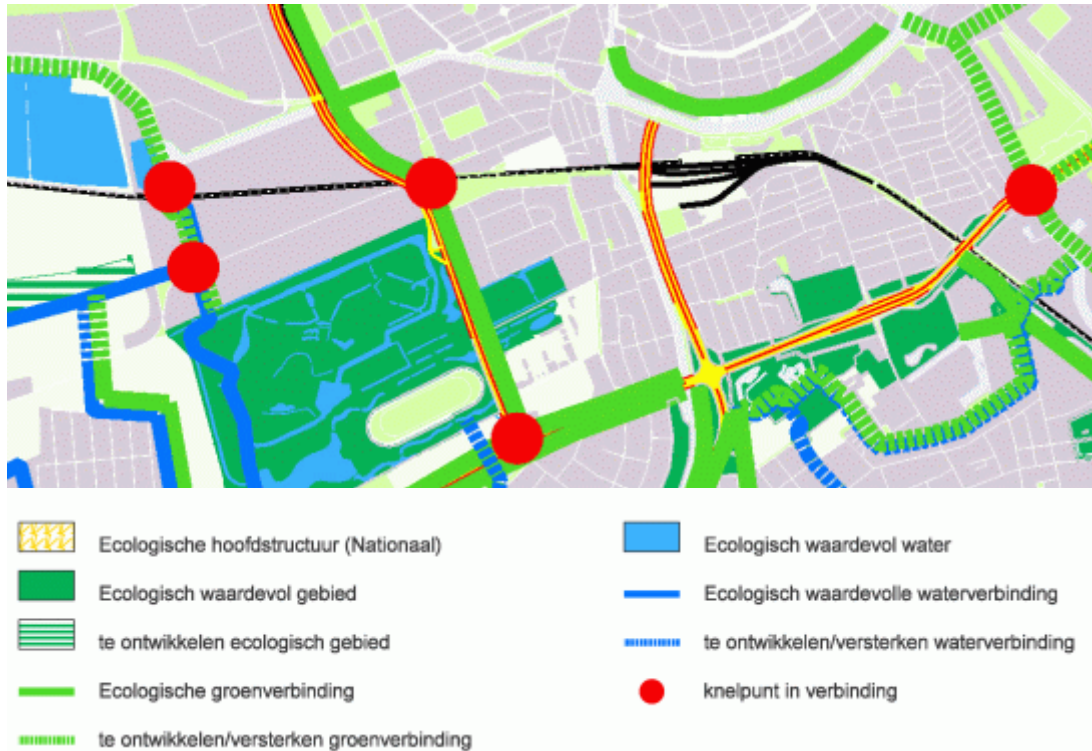 Ecologische hoofdstructuur (Nationaal)
Ecologisch waardevol gebied
te ontwikkelen ecologisch gebied
Ecologische groenverbinding
te ontwikkelen/versterken groenverbinding
Ecologisch waardevol water
Ecologisch waardevolle waterverbinding
te ontwikkelen/versterken waterverbinding
knelpunt in verbinding